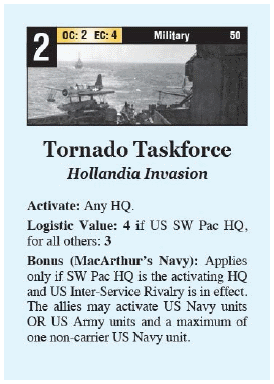 2 OC: 2 EC: 4 Military 50
Tornado Taskforce
Hollandia Invasion
Activate: Any HQ.
Logistic Value: 4 if US SW Pac HQ,
for all others: 3
Bonus (MacArthur's Navy): Applies
only if SW Pac HQ is the activating HQ
and US Inter-Service Rivalry is in effect.
The allies may activate US Navy units
OR US Army units and a maximum of
one non-carrier US Navy unit.